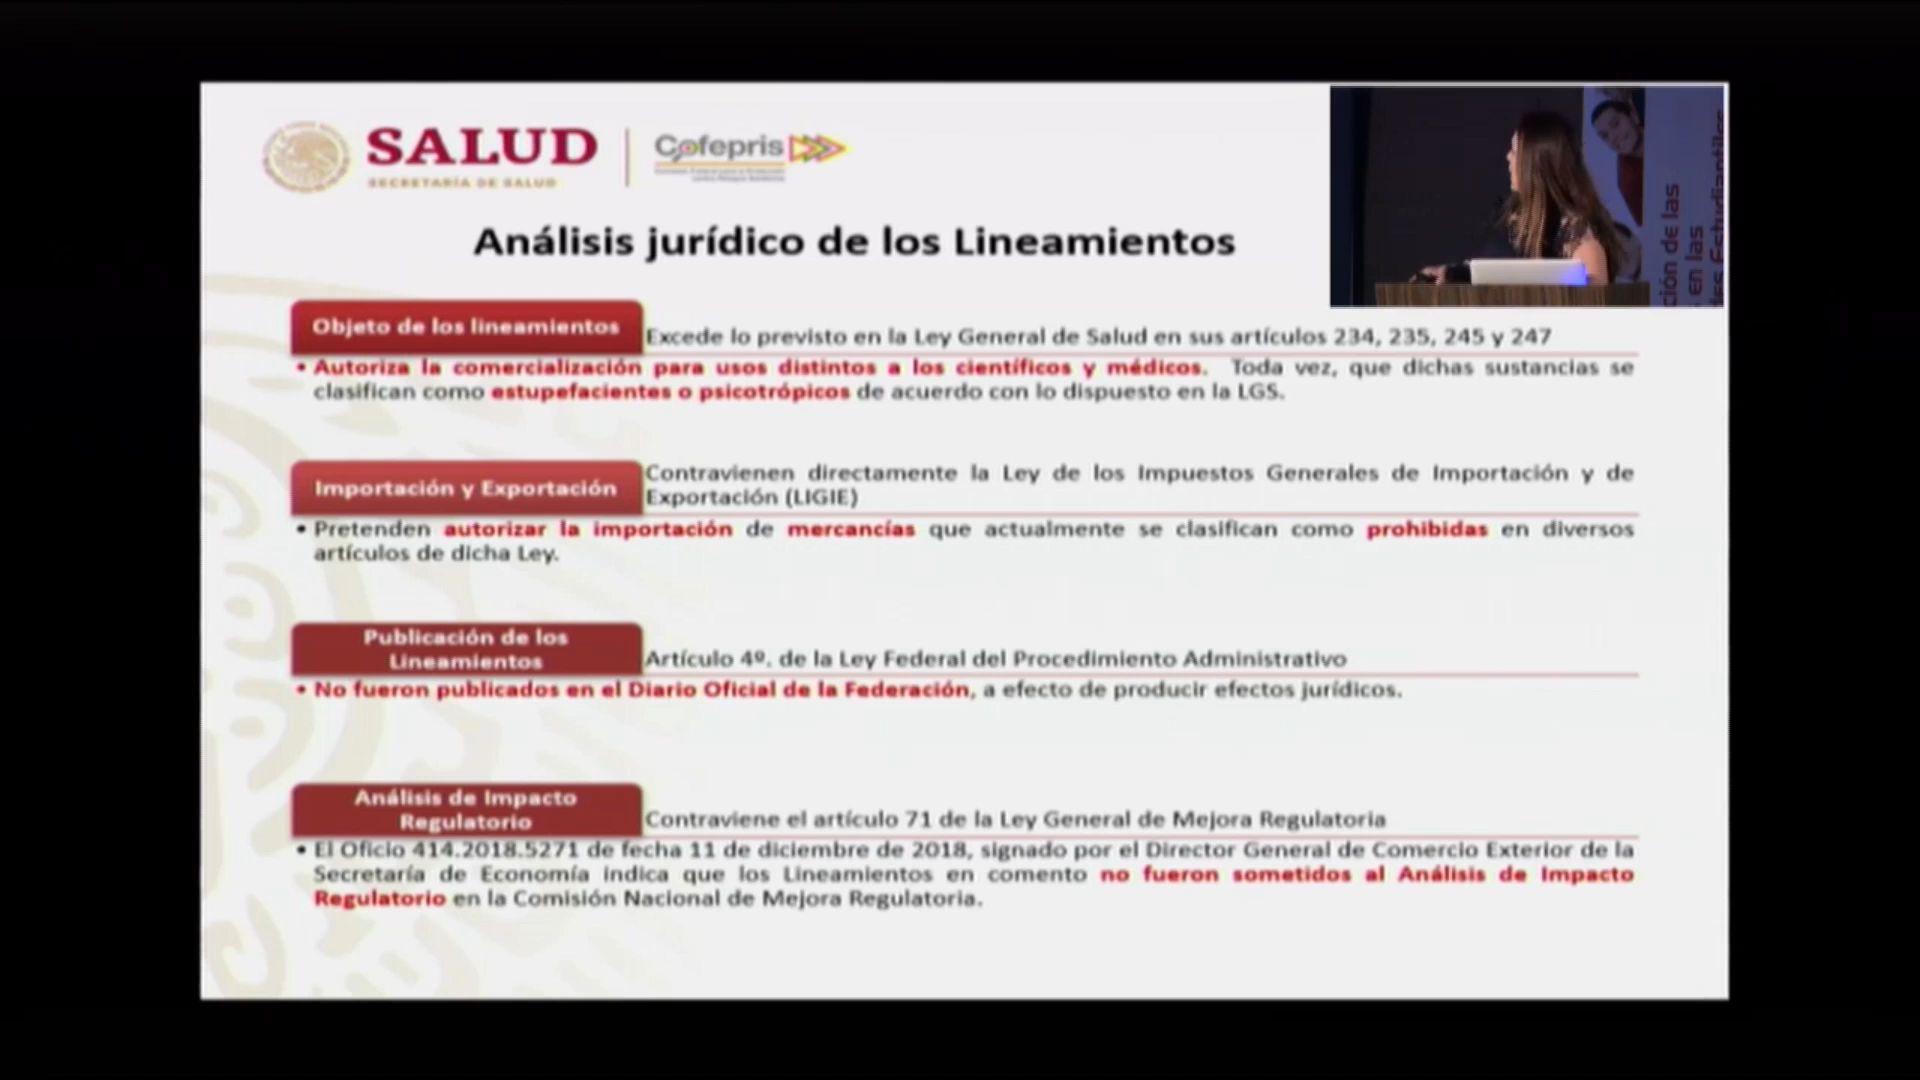 SALUD
SECRETARÍA DE SALUD
Cofepris
Análisis jurídico de los Lineamientos
Objeto de los lineamientos
Excede lo previsto en la Ley General de Salud en sus artículos 234, 235, 245 y 247
• Autoriza la comercialización para usos distintos a los científicos y médicos. Toda vez, que dichas sustancias se
clasifican como estupefacientes o psicotrópicos de acuerdo con lo dispuesto en la LGS.
Importación y Exportación
Contravienen directamente la Ley de los Impuestos Generales de Importación y de
Exportación (LIGIE)
• Pretenden autorizar la importación de mercancías que actualmente se clasifican como prohibidas en diversos
artículos de dicha Ley.
Publicación de los
Lineamientos
Artículo 4º. de la Ley Federal del Procedimiento Administrativo
• No fueron publicados en el Diario Oficial de la Federación, a efecto de producir efectos jurídicos.
Análisis de Impacto
Regulatorio
Contraviene el artículo 71 de la Ley General de Mejora Regulatoria
• El Oficio 414.2018.5271 de fecha 11 de diciembre de 2018, signado por el Director General de Comercio Exterior de la
Secretaría de Economía indica que los Lineamientos en comento no fueron sometidos al Análisis de Impacto
Regulatorio en la Comisión Nacional de Mejora Regulatoria.
ción de las
en las
Estudiantiles